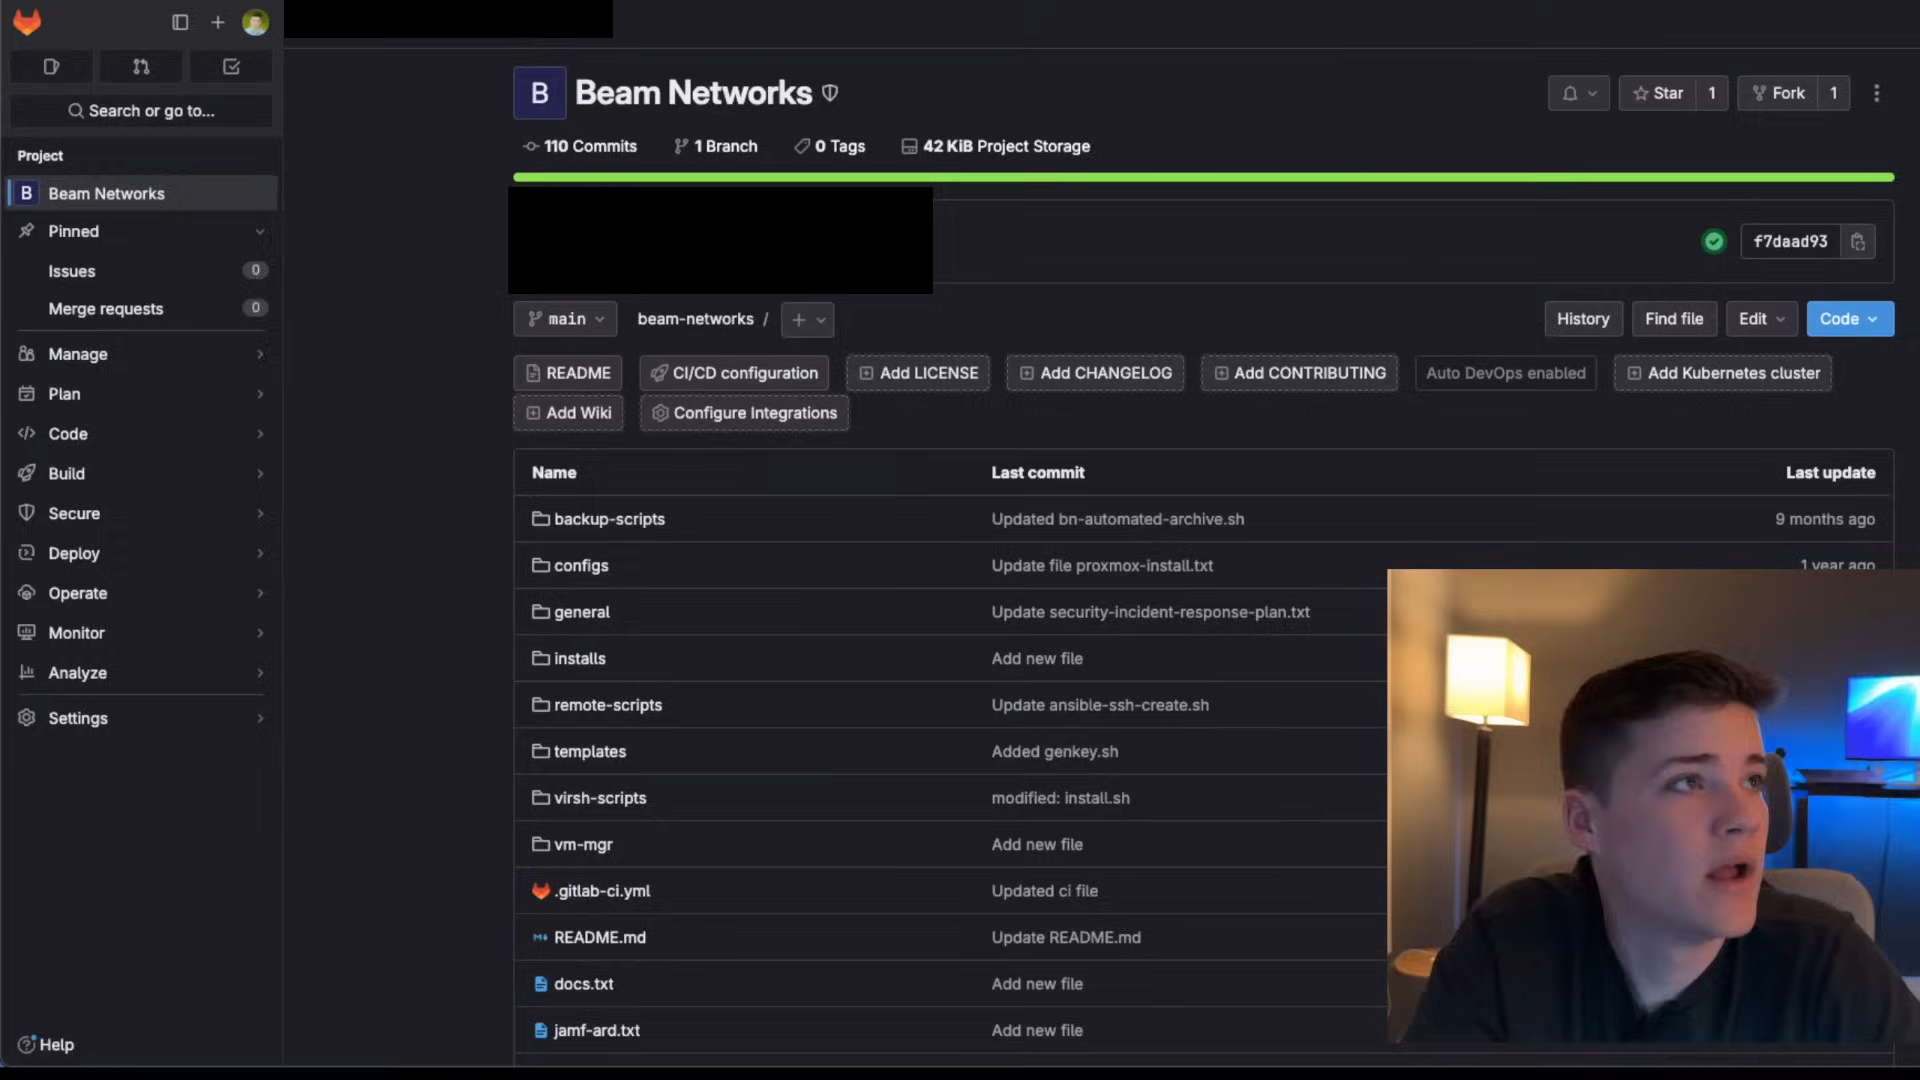 Search or go to...
Project
B Beam Networks
Pinned
Issues 0
Merge requests 0
Manage
Plan
Code
Build
Secure
Deploy
Operate
Monitor
Analyze
Settings
Help
B Beam Networks
Star 1
Fork 1
110 Commits
1 Branch
0 Tags
42 KiB Project Storage
f7daad93
main
beam-networks /
History
Find file
Edit
Code
README
CI/CD configuration
Add LICENSE
Add CHANGELOG
Add CONTRIBUTING
Auto DevOps enabled
Add Kubernetes cluster
Add Wiki
Configure Integrations
Name Last commit Last update
backup-scripts Updated bn-automated-archive.sh 9 months ago
configs Update file proxmox-install.txt 1 year ago
general Update security-incident-response-plan.txt
installs Add new file
remote-scripts Update ansible-ssh-create.sh
templates Added genkey.sh
virsh-scripts modified: install.sh
vm-mgr Add new file
.gitlab-ci.yml Updated ci file
README.md Update README.md
docs.txt Add new file
jamf-ard.txt Add new file